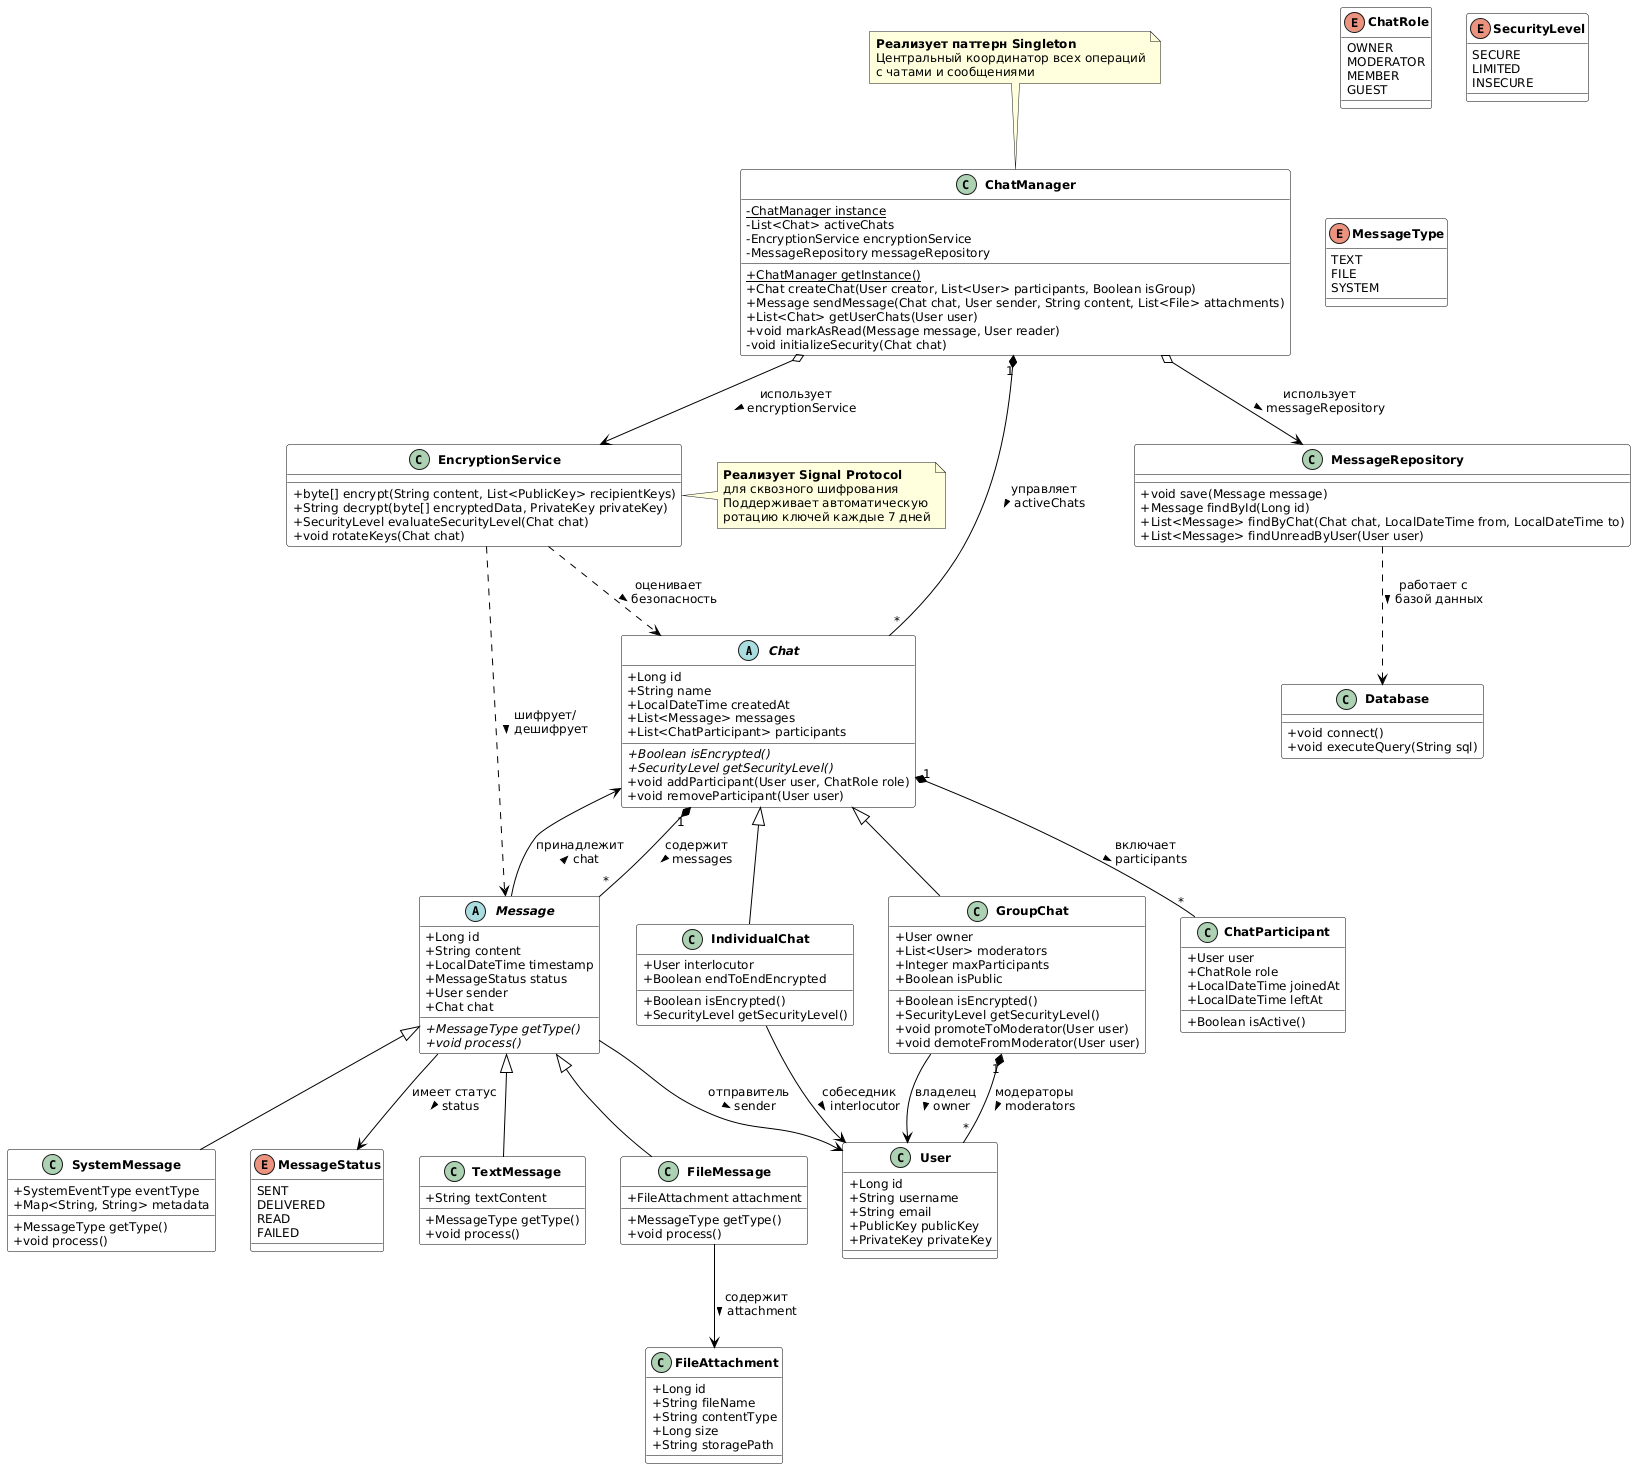 Реализует паттерн Singleton
Центральный координатор всех операций
с чатами и сообщениями
E ChatRole
OWNER
MODERATOR
MEMBER
GUEST
E SecurityLevel
SECURE
LIMITED
INSECURE
C ChatManager
-ChatManager instance
-List<Chat> activeChats
-EncryptionService encryptionService
-MessageRepository messageRepository
+ChatManager getInstance()
+Chat createChat(User creator, List<User> participants, Boolean isGroup)
+Message sendMessage(Chat chat, User sender, String content, List<File> attachments)
+List<Chat> getUserChats(User user)
+void markAsRead(Message message, User reader)
-void initializeSecurity(Chat chat)
E MessageType
TEXT
FILE
SYSTEM
использует
encryptionService
1
управляет
activeChats
*
использует
messageRepository
C EncryptionService
+byte[] encrypt(String content, List<PublicKey> recipientKeys)
+String decrypt(byte[] encryptedData, PrivateKey privateKey)
+SecurityLevel evaluateSecurityLevel(Chat chat)
+void rotateKeys(Chat chat)
Реализует Signal Protocol
для сквозного шифрования
Поддерживает автоматическую
ротацию ключей каждые 7 дней
C MessageRepository
+void save(Message message)
+Message findById(Long id)
+List<Message> findByChat(Chat chat, LocalDateTime from, LocalDateTime to)
+List<Message> findUnreadByUser(User user)
оценивает
безопасность
работает с
базой данных
шифрует/
дешифрует
A Chat
+Long id
+String name
+LocalDateTime createdAt
+List<Message> messages
+List<ChatParticipant> participants
+Boolean isEncrypted()
+SecurityLevel getSecurityLevel()
+void addParticipant(User user, ChatRole role)
+void removeParticipant(User user)
C Database
+void connect()
+void executeQuery(String sql)
принадлежит
chat
1
содержит
messages
*
1
включает
participants
*
A Message
+Long id
+String content
+LocalDateTime timestamp
+MessageStatus status
+User sender
+Chat chat
+MessageType getType()
+void process()
C IndividualChat
+User interlocutor
+Boolean endToEndEncrypted
+Boolean isEncrypted()
+SecurityLevel getSecurityLevel()
C GroupChat
+User owner
+List<User> moderators
+Integer maxParticipants
+Boolean isPublic
+Boolean isEncrypted()
+SecurityLevel getSecurityLevel()
+void promoteToModerator(User user)
+void demoteFromModerator(User user)
C ChatParticipant
+User user
+ChatRole role
+LocalDateTime joinedAt
+LocalDateTime leftAt
+Boolean isActive()
имеет статус
status
отправитель
sender
собеседник
interlocutor
владелец
owner
1
модераторы
moderators
*
C SystemMessage
+SystemEventType eventType
+Map<String, String> metadata
+MessageType getType()
+void process()
E MessageStatus
SENT
DELIVERED
READ
FAILED
C TextMessage
+String textContent
+MessageType getType()
+void process()
C FileMessage
+FileAttachment attachment
+MessageType getType()
+void process()
C User
+Long id
+String username
+String email
+PublicKey publicKey
+PrivateKey privateKey
содержит
attachment
C FileAttachment
+Long id
+String fileName
+String contentType
+Long size
+String storagePath